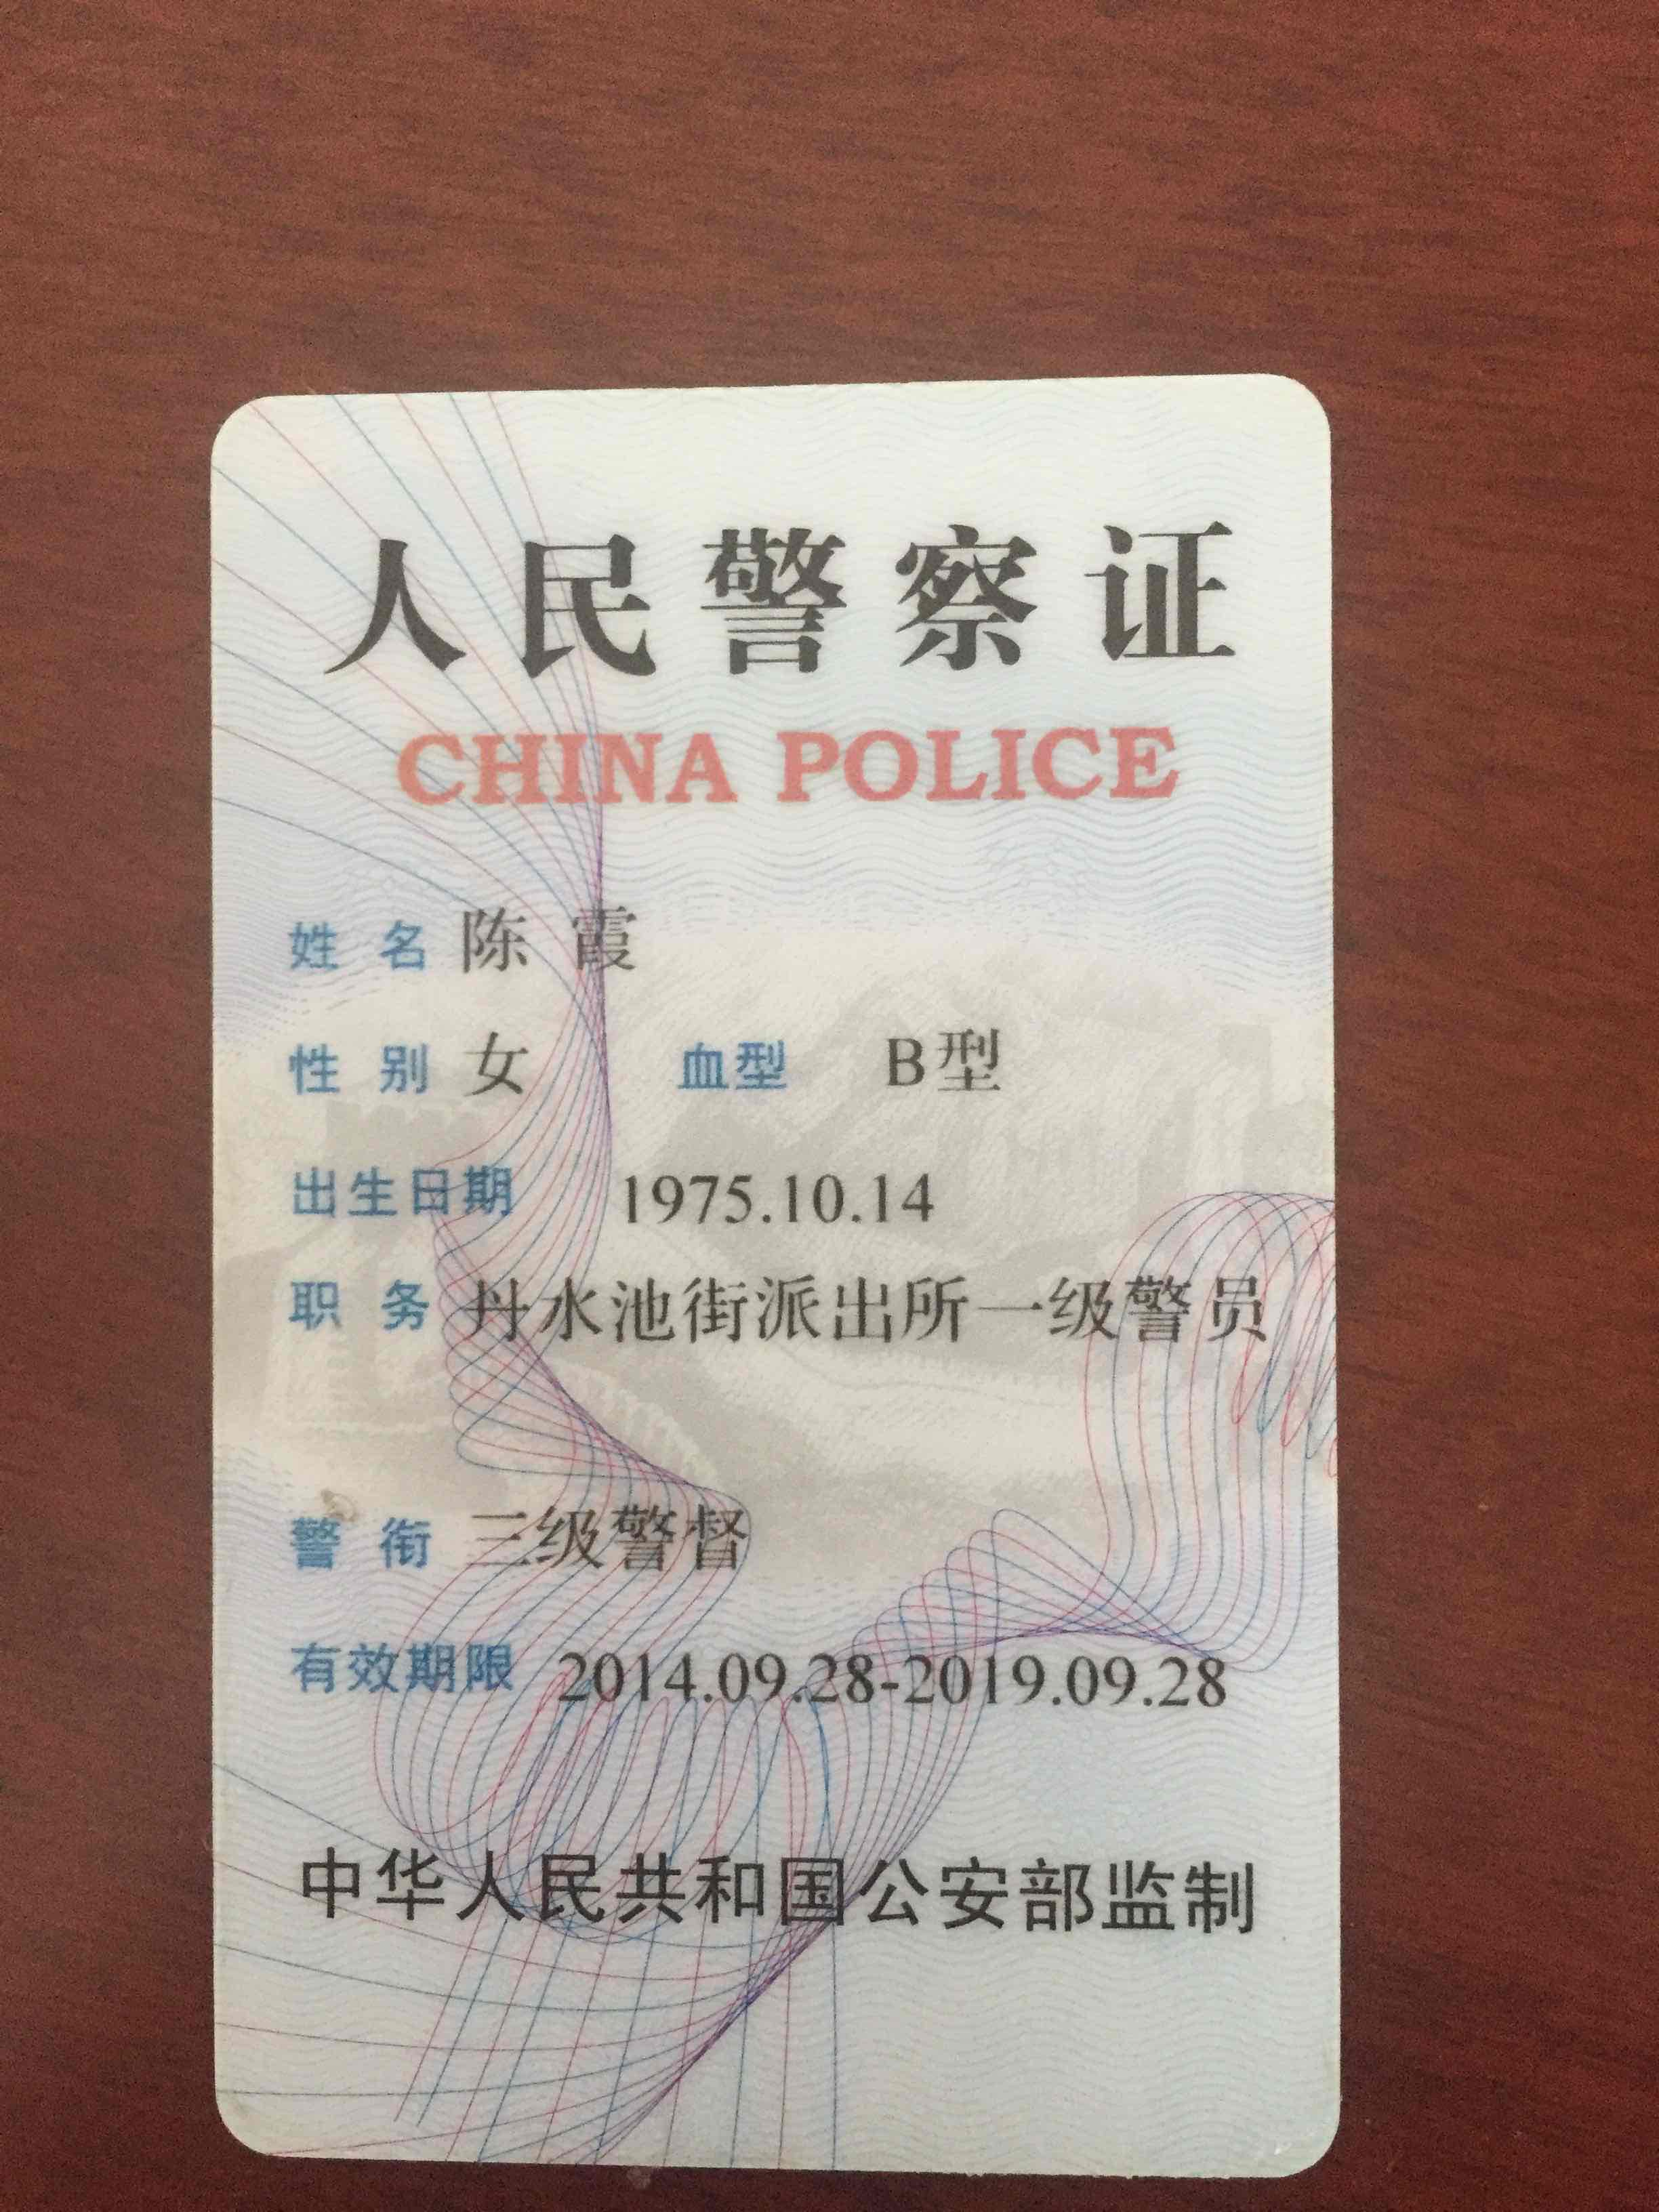 人民警察证
CHINA POLICE
姓名 陈霞
性别 女 血型 B型
出生日期 1975.10.14
职务 丹水池街派出所一级警员
警衔 三级警督
有效期限 2014.09.28-2019.09.28
中华人民共和国公安部监制